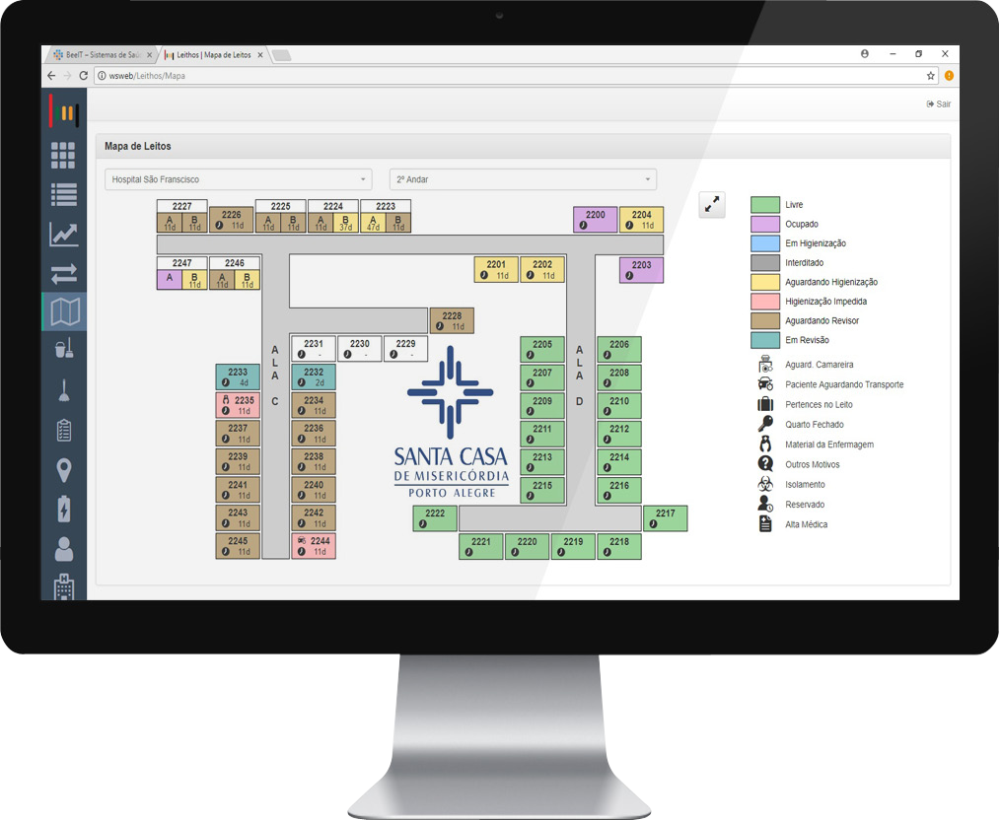 BeeIT – Sistemas de Saú
Leithos | Mapa de Leitos
wsweb/Leithos/Mapa
Sair
Mapa de Leitos
Hospital São Franscisco
2º Andar
2227
A 11d B 11d
2226
11d
2225
A 11d B 11d
2224
A 11d B 37d
2223
A 47d B 11d
2200
2204
11d
2247
A B 11d
2246
A 11d B 11d
2201
11d
2202
11d
2203
2228
11d
2231
-
2230
-
2229
-
ALA C
2233
4d
2232
2d
2235
11d
2234
11d
2237
11d
2236
11d
2239
11d
2238
11d
2241
11d
2240
11d
2243
11d
2242
11d
2245
11d
2244
11d
SANTA CASA
DE MISERICÓRDIA
PORTO ALEGRE
ALA D
2205
2206
2207
2208
2209
2210
2211
2212
2213
2214
2215
2216
2222
2217
2221
2220
2219
2218
Livre
Ocupado
Em Higienização
Interditado
Aguardando Higienização
Higienização Impedida
Aguardando Revisor
Em Revisão
Aguard. Camareira
Paciente Aguardando Transporte
Pertences no Leito
Quarto Fechado
Material da Enfermagem
Outros Motivos
Isolamento
Reservado
Alta Médica
H